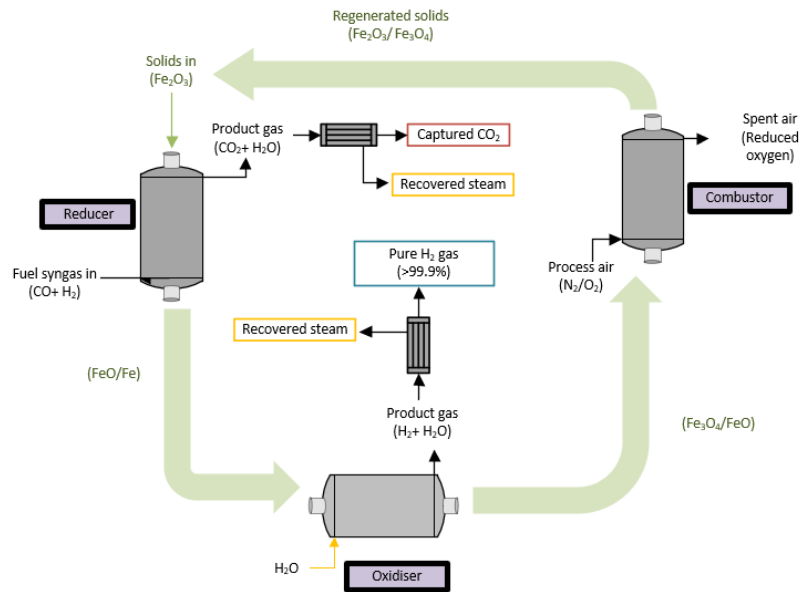 Regenerated solids
(Fe₂O₃/ Fe₃O₄)
Solids in
(Fe₂O₃)
Product gas
(CO₂+ H₂O)
Captured CO₂
Recovered steam
Spent air
(Reduced
oxygen)
Reducer
Combustor
Fuel syngas in
(CO+ H₂)
Pure H₂ gas
(>99.9%)
Process air
(N₂/O₂)
Recovered steam
(FeO/Fe)
Product gas
(H₂+ H₂O)
(Fe₃O₄/FeO)
H₂O
Oxidiser